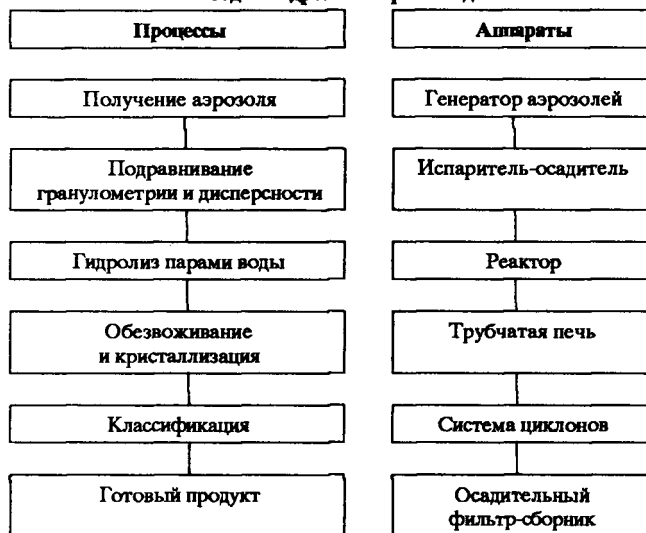 Процессы
Аппараты
Получение аэрозоля
Генератор аэрозолей
Подравнивание
гранулометрии и дисперсности
Испаритель-осадитель
Гидролиз парами воды
Реактор
Обезвоживание
и кристаллизация
Трубчатая печь
Классификация
Система циклонов
Готовый продукт
Осадительный
фильтр-сборник